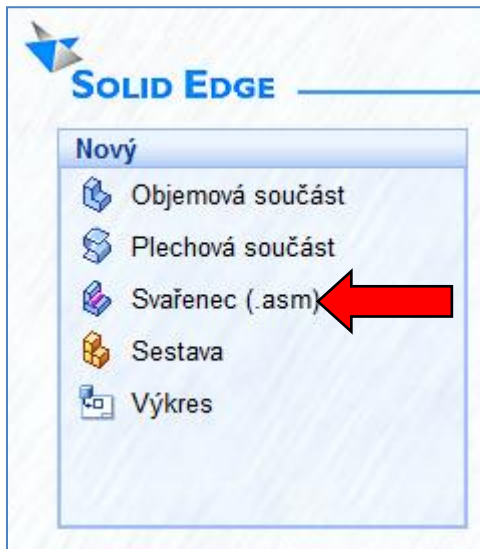 SOLID EDGE
Nový
Objemová součást
Plechová součást
Svařenec (.asm)
Sestava
Výkres